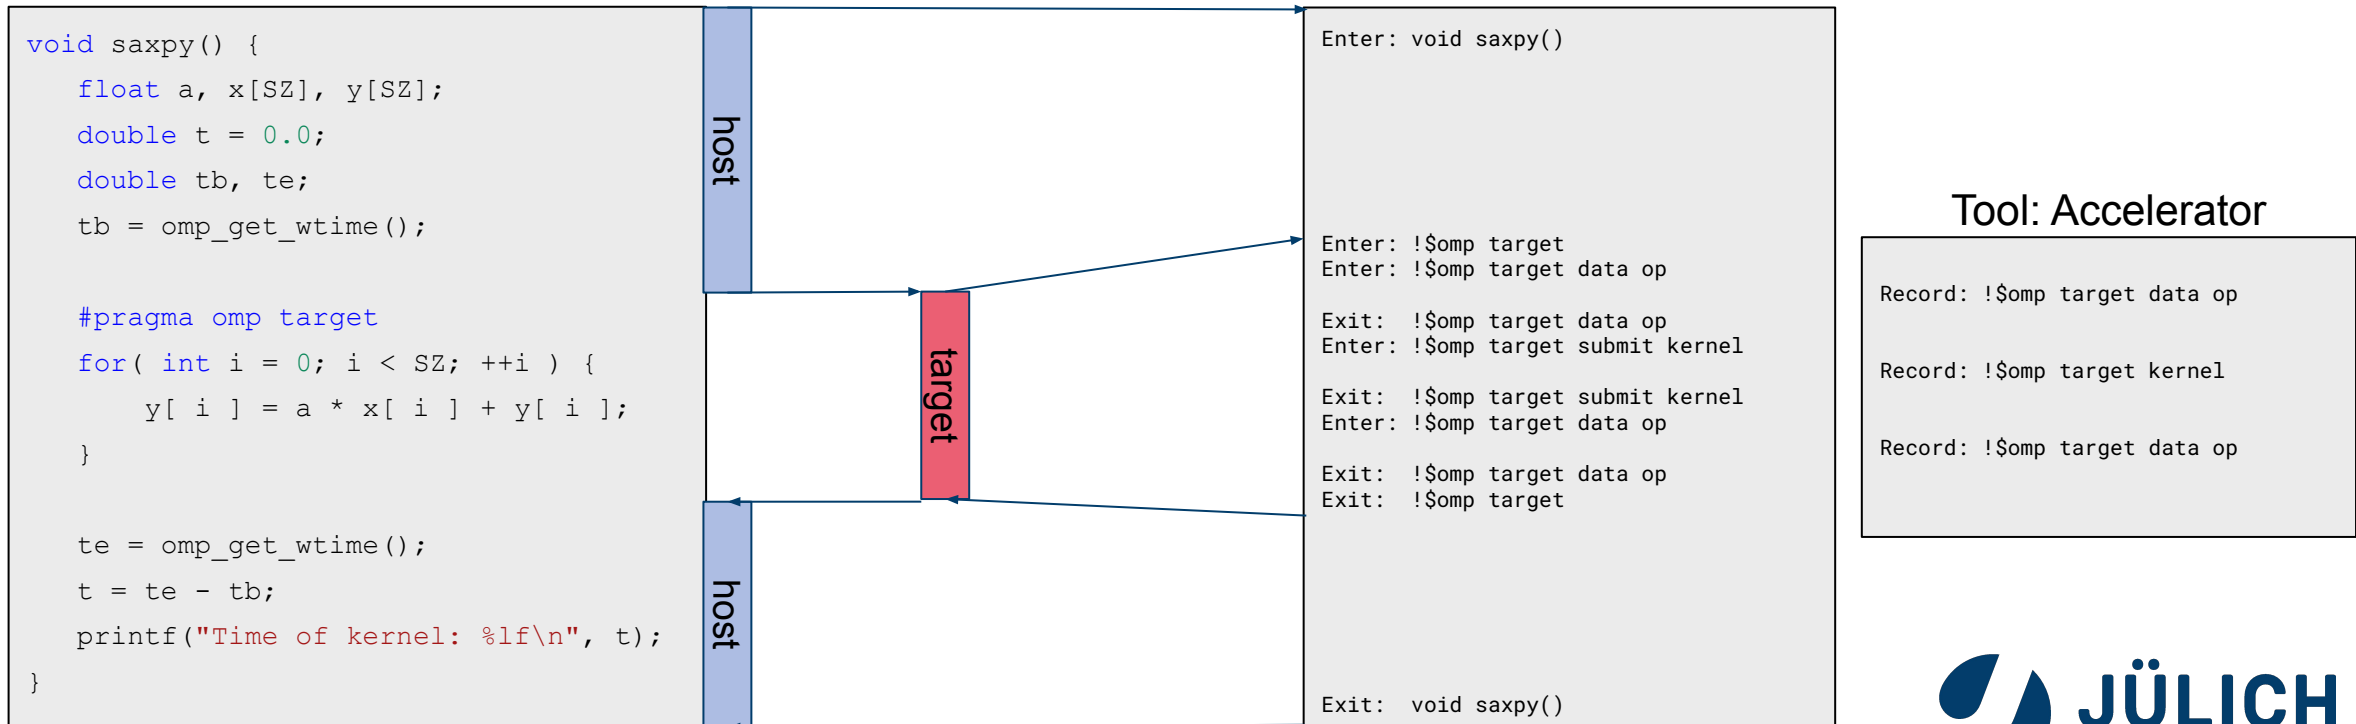 void saxpy() {
float a, x[SZ], y[SZ];
double t = 0.0;
double tb, te;
tb = omp_get_wtime();
#pragma omp target
for( int i = 0; i < SZ; ++i ) {
y[ i ] = a * x[ i ] + y[ i ];
}
te = omp_get_wtime();
t = te - tb;
printf("Time of kernel: %lf\n", t);
}
host
target
host
Enter: void saxpy()
Enter: !$omp target
Enter: !$omp target data op
Exit:  !$omp target data op
Enter: !$omp target submit kernel
Exit:  !$omp target submit kernel
Enter: !$omp target data op
Exit:  !$omp target data op
Exit:  !$omp target
Exit:  void saxpy()
Tool: Accelerator
Record: !$omp target data op
Record: !$omp target kernel
Record: !$omp target data op
JÜLICH